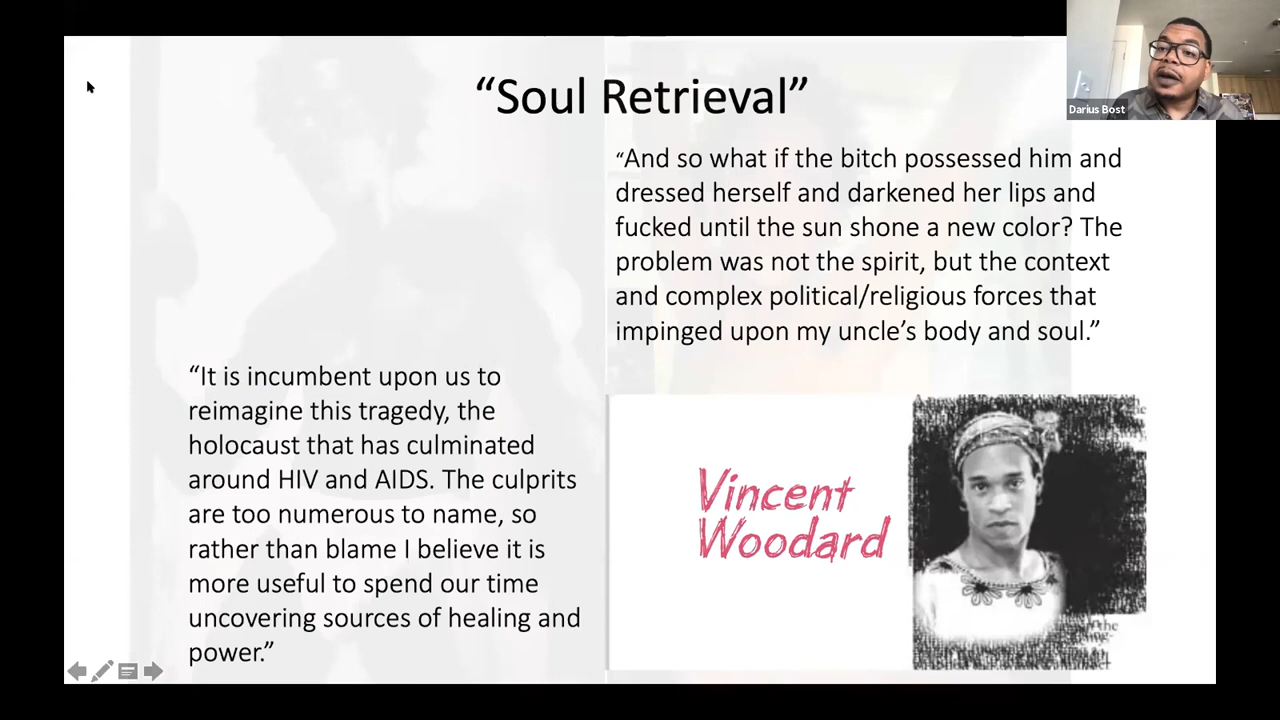 “Soul Retrieval”
Darius Bost
“And so what if the bitch possessed him and
dressed herself and darkened her lips and
fucked until the sun shone a new color? The
problem was not the spirit, but the context
and complex political/religious forces that
impinged upon my uncle’s body and soul.”
“It is incumbent upon us to
reimagine this tragedy, the
holocaust that has culminated
around HIV and AIDS. The culprits
are too numerous to name, so
rather than blame I believe it is
more useful to spend our time
uncovering sources of healing and
power.”
Vincent
Woodard